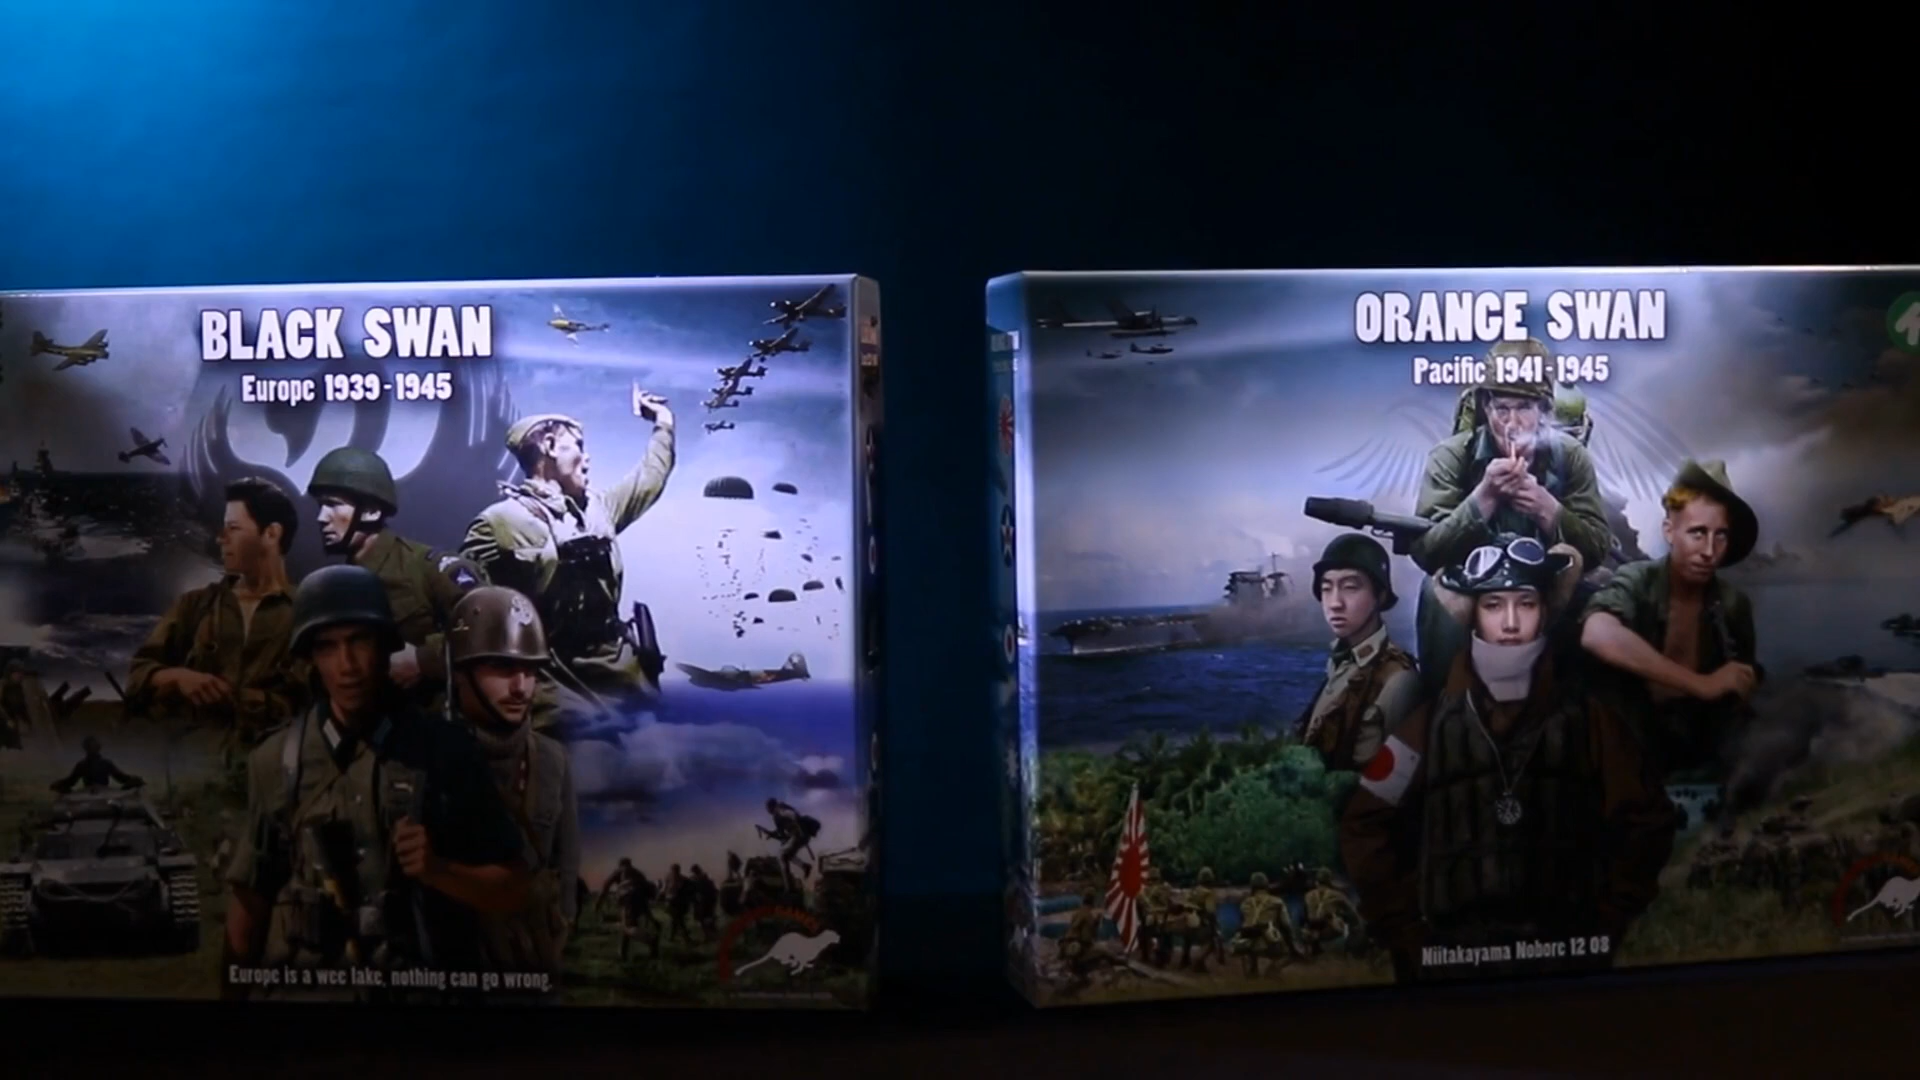 BLACK SWAN
Europe 1939-1945
Europe is a wee lake, nothing can go wrong.
ORANGE SWAN
Pacific 1941-1945
Niitakayama Nobore 12 08